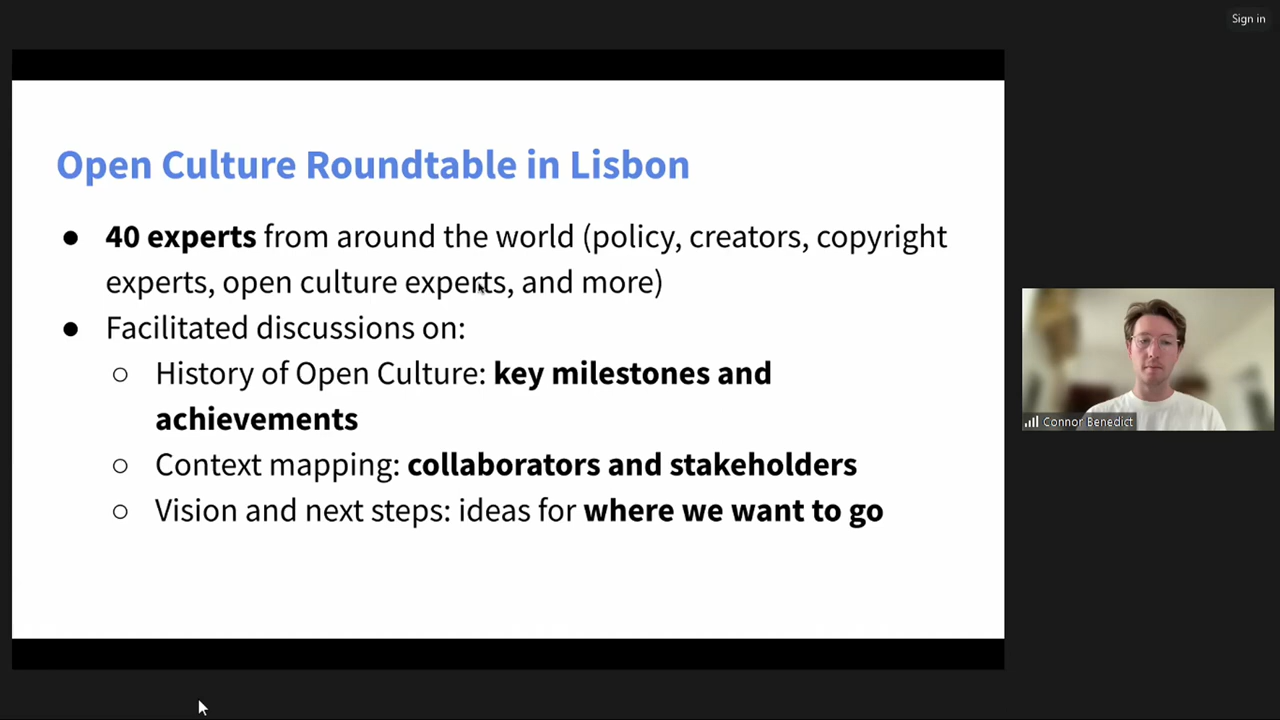 Sign in
Open Culture Roundtable in Lisbon
● 40 experts from around the world (policy, creators, copyright
experts, open culture experts, and more)
● Facilitated discussions on:
○ History of Open Culture: key milestones and
achievements
○ Context mapping: collaborators and stakeholders
○ Vision and next steps: ideas for where we want to go
Connor Benedict